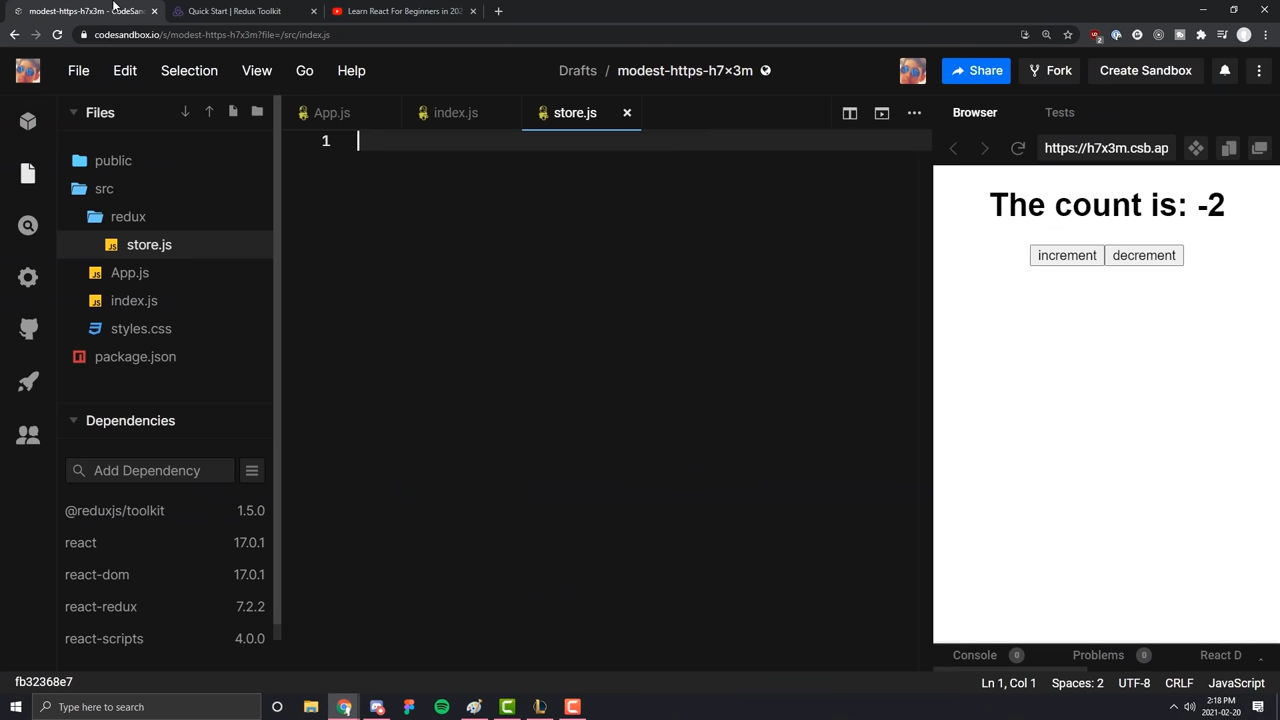 modest-https-h7x3m - CodeSan
Quick Start | Redux Toolkit
Learn React For Beginners in 202
codesandbox.io/s/modest-https-h7x3m?file=/src/index.js
File Edit Selection View Go Help
Drafts / modest-https-h7x3m
Share Fork Create Sandbox
Files
public
src
redux
store.js
App.js
index.js
styles.css
package.json
Dependencies
Add Dependency
@reduxjs/toolkit 1.5.0
react 17.0.1
react-dom 17.0.1
react-redux 7.2.2
react-scripts 4.0.0
App.js index.js store.js
1
Browser Tests
https://h7x3m.csb.ap
The count is: -2
increment decrement
Console 0 Problems 0 React D
fb32368e7
Ln 1, Col 1 Spaces: 2 UTF-8 CRLF JavaScript
Type here to search
2:18 PM
2021-02-20